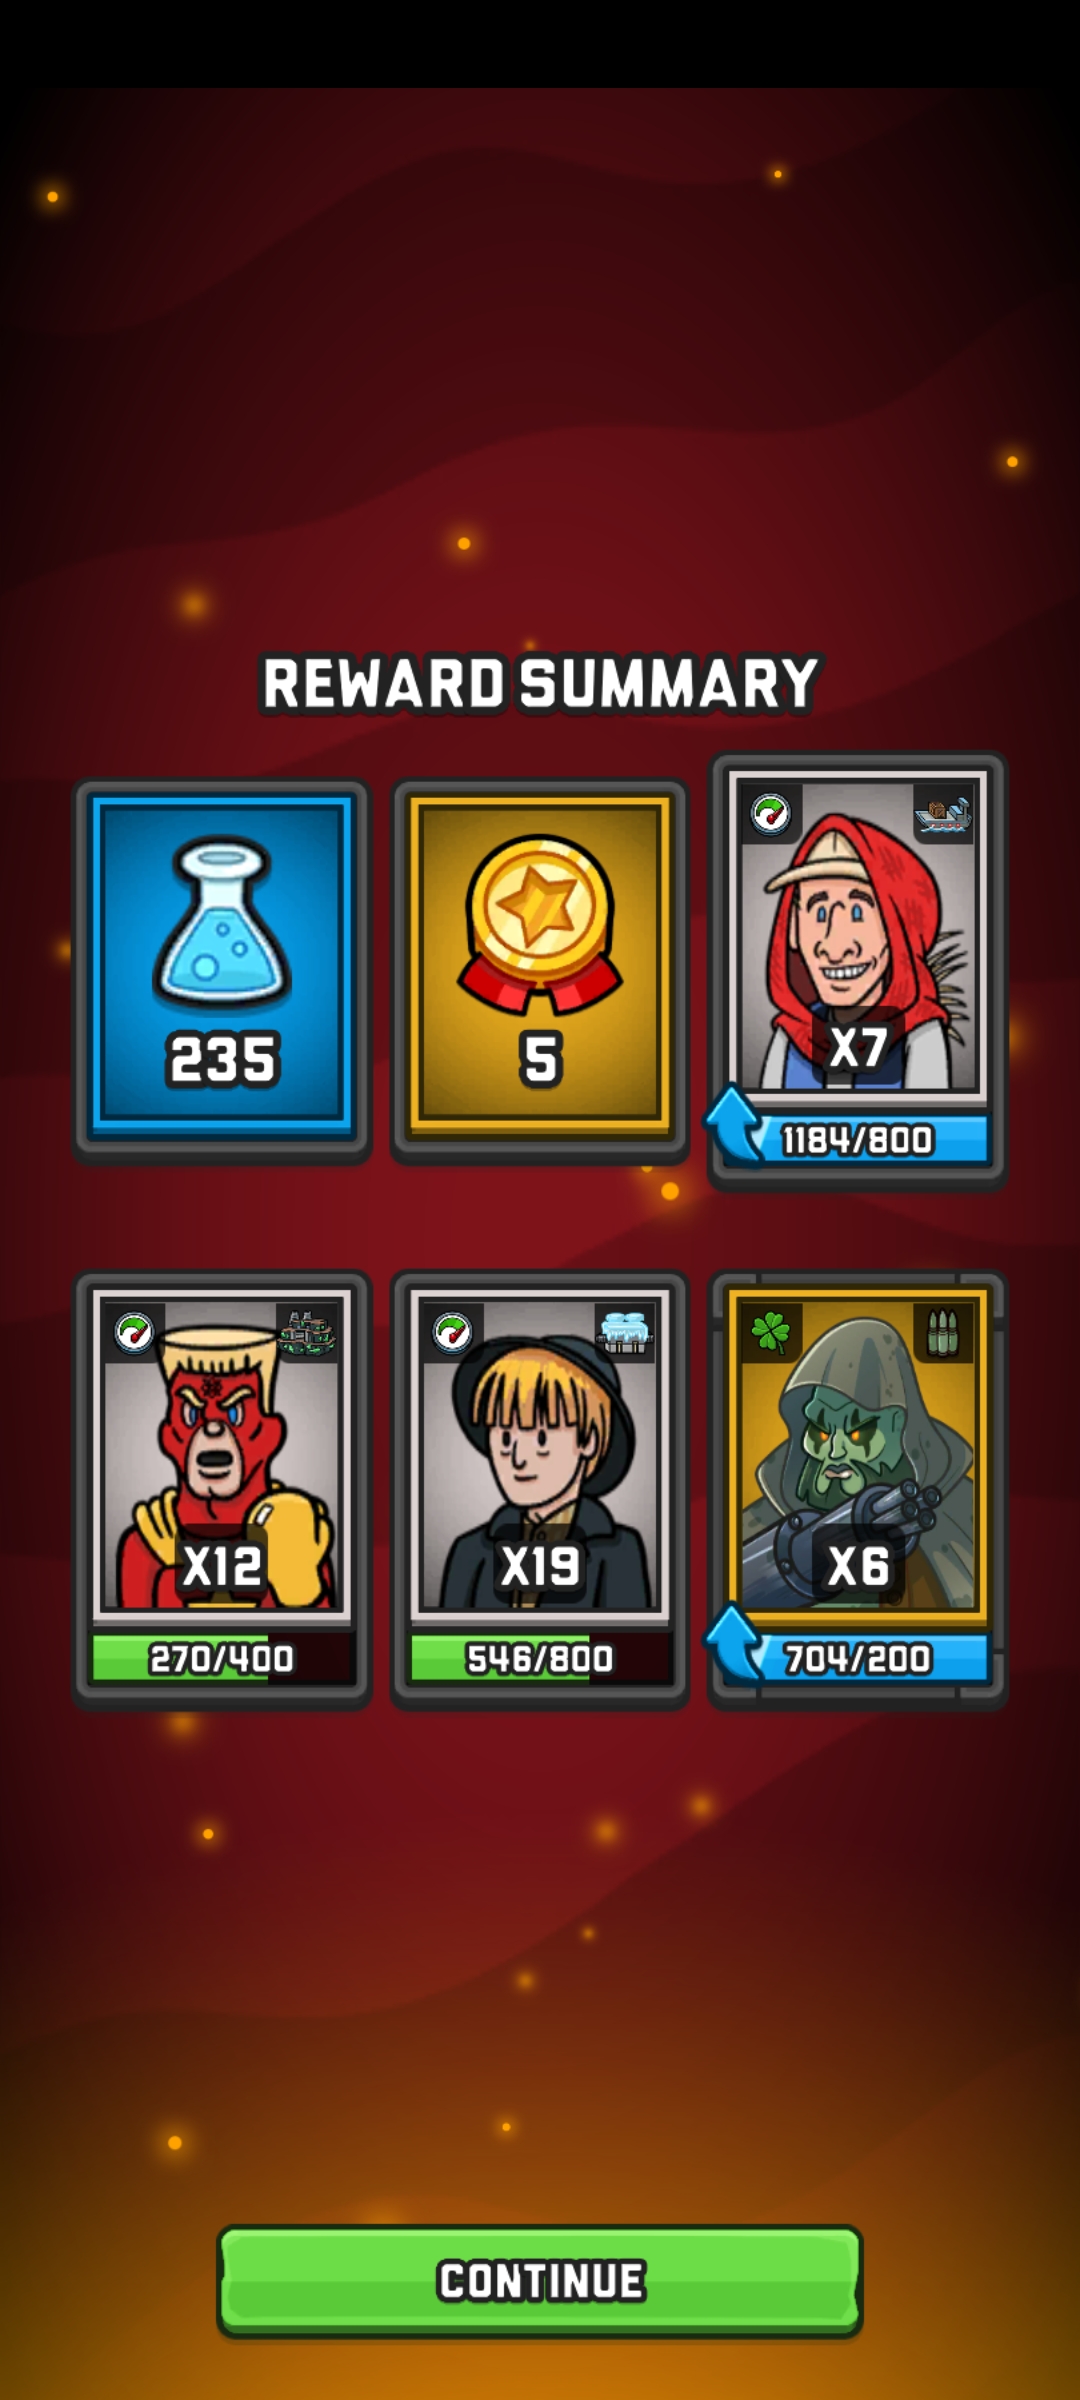 REWARD SUMMARY
235
5
X7
1184/800
X12
X19
X6
270/400
546/800
704/200
CONTINUE